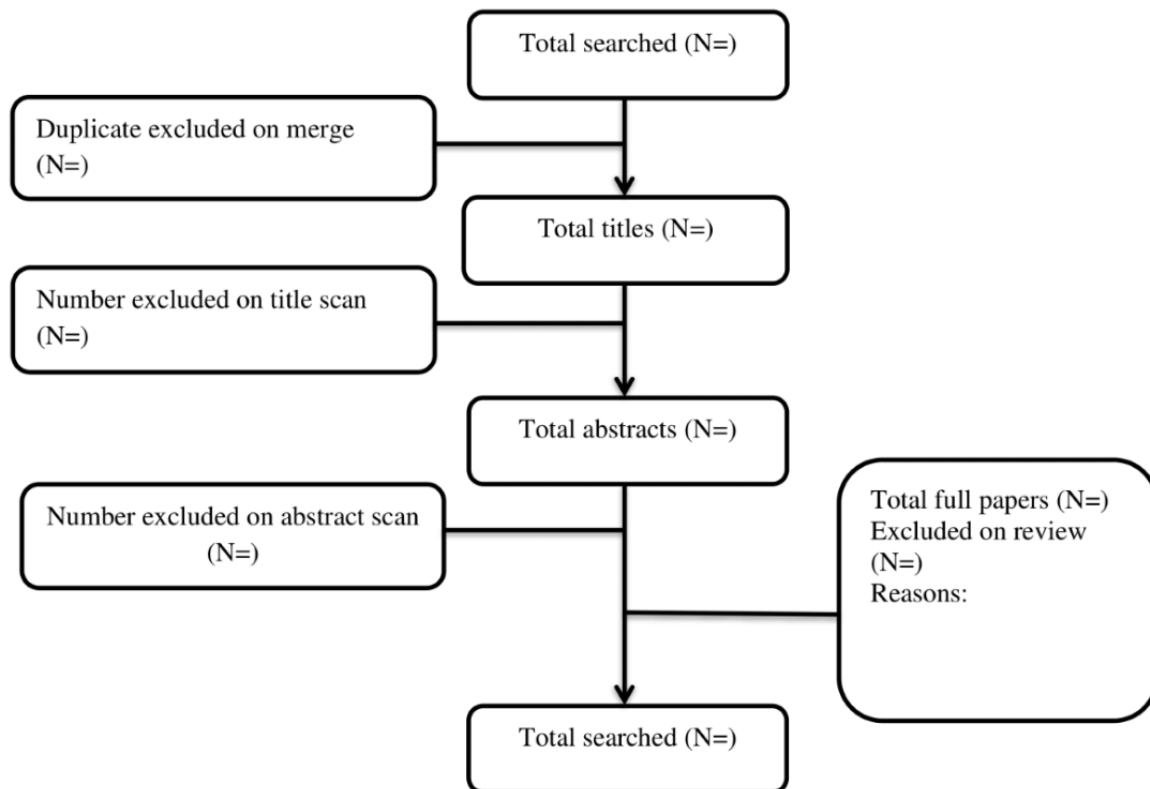 Total searched (N=)
Duplicate excluded on merge
(N=)
Total titles (N=)
Number excluded on title scan
(N=)
Total abstracts (N=)
Number excluded on abstract scan
(N=)
Total full papers (N=)
Excluded on review
(N=)
Reasons:
Total searched (N=)